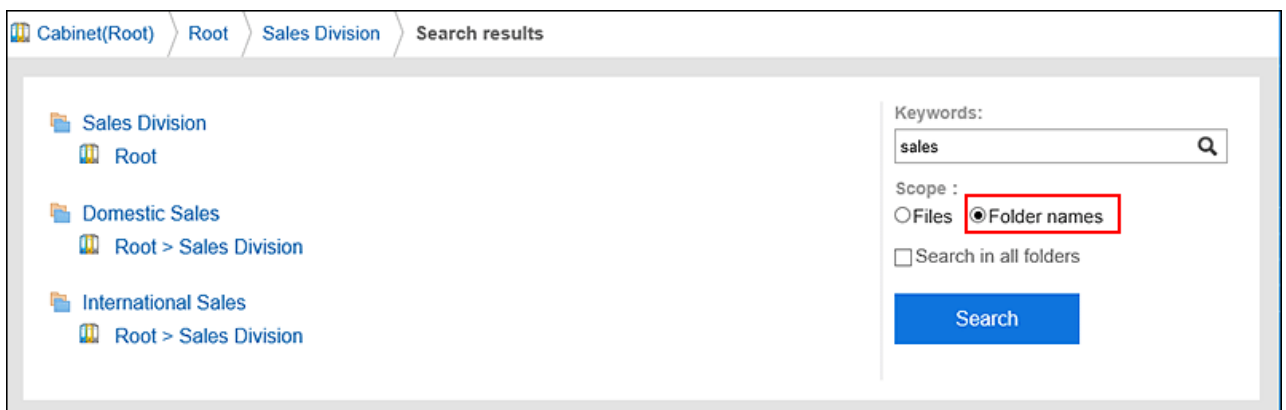 Cabinet(Root) Root Sales Division Search results
Sales Division
Root
Domestic Sales
Root > Sales Division
International Sales
Root > Sales Division
Keywords:
sales
Scope :
Files Folder names
Search in all folders
Search